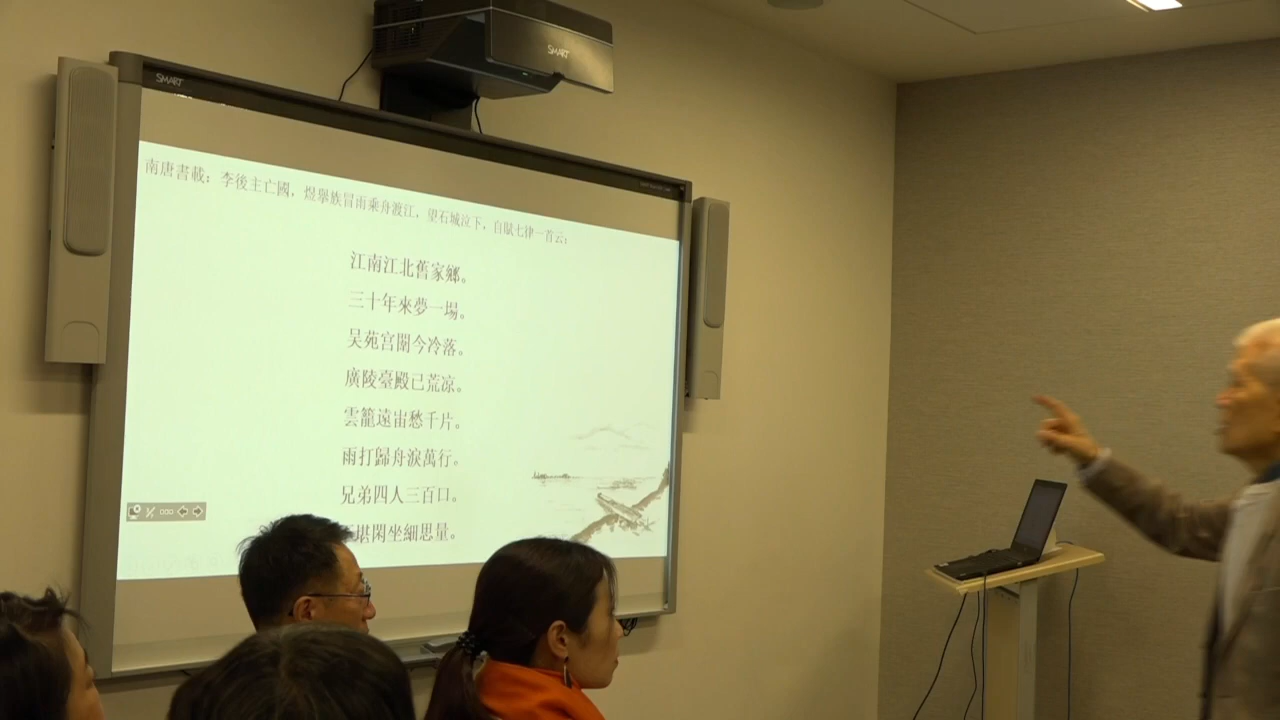 SMART
SMART
南唐書載：李後主亡國，煜舉族冒雨乘舟渡江，望石城泣下，自賦七律一首云：
江南江北舊家鄉。
三十年來夢一場。
吴苑宫闈今冷落。
廣陵臺殿已荒凉。
雲籠遠岫愁千片。
雨打歸舟淚萬行。
兄弟四人三百口。
堪閑坐細思量。